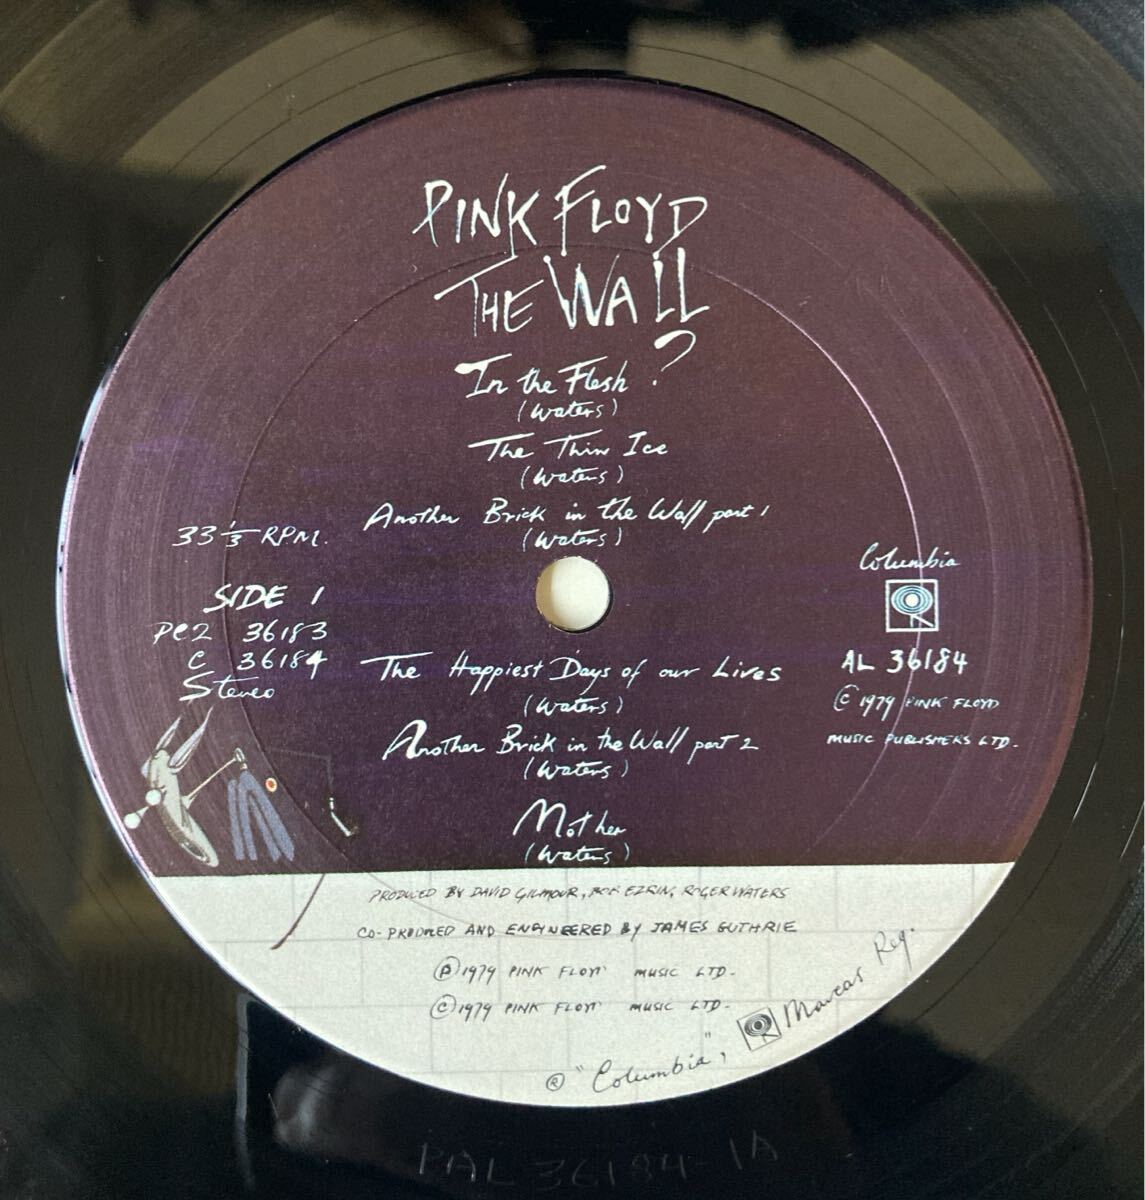 PINK FLOYD
THE WALL
In the Flesh ?
(Waters)
The Thin Ice
(Waters)
Another Brick in the Wall part 1
(Waters)
33 1/3 RPM.
SIDE 1
PC2 36183
C 36184
Stereo
Columbia
AL 36184
© 1979 PINK FLOYD
MUSIC PUBLISHERS LTD.
The Happiest Days of our Lives
(Waters)
Another Brick in the Wall part 2
(Waters)
Mother
(Waters)
PRODUCED BY DAVID GILMOUR, BOB EZRIN, ROGER WATERS
CO-PRODUCED AND ENGINEERED BY JAMES GUTHRIE
℗ 1979 PINK FLOYD MUSIC LTD.
© 1979 PINK FLOYD MUSIC LTD.
® "Columbia", Marcas Reg.
PAL 36184-1A